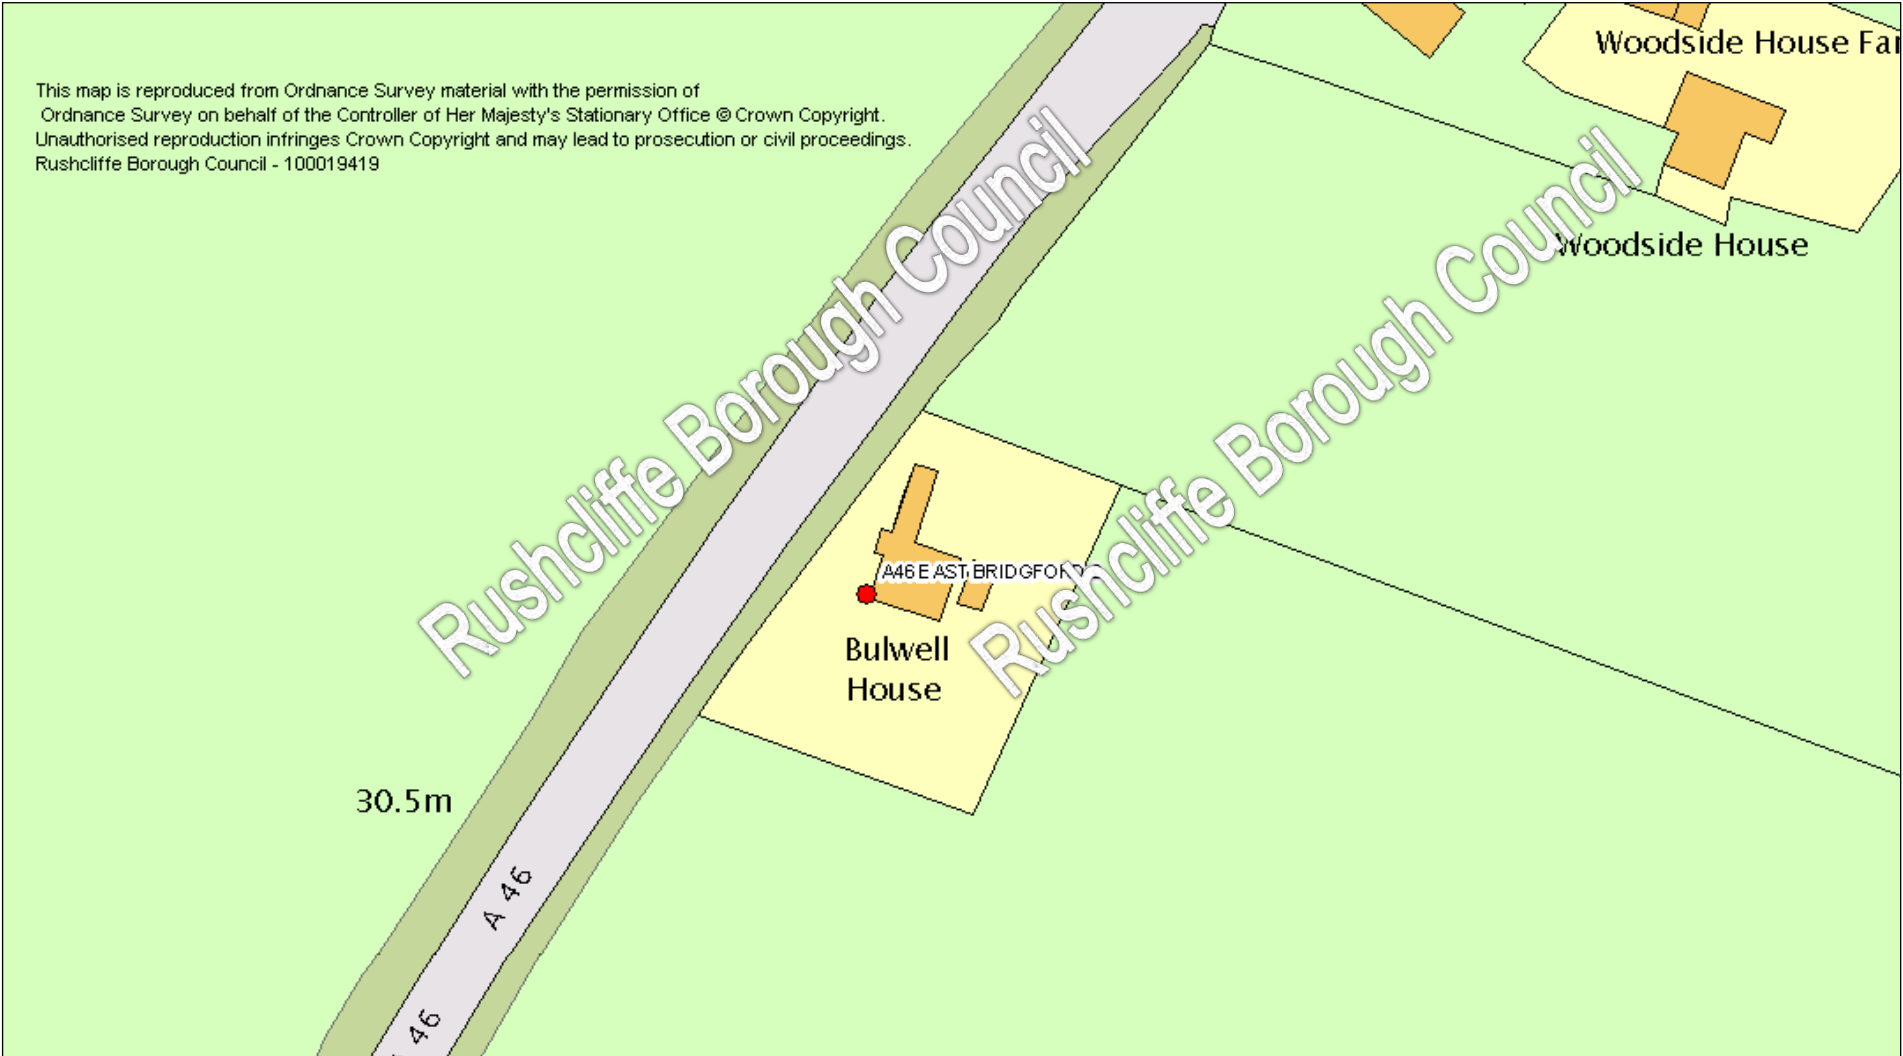 Woodside House Far
This map is reproduced from Ordnance Survey material with the permission of
Ordnance Survey on behalf of the Controller of Her Majesty's Stationary Office © Crown Copyright.
Unauthorised reproduction infringes Crown Copyright and may lead to prosecution or civil proceedings.
Rushcliffe Borough Council - 100019419
Rushcliffe Borough Council
Rushcliffe Borough Council
Woodside House
A46 EAST BRIDGFORD
Bulwell
House
30.5m
A 46
46